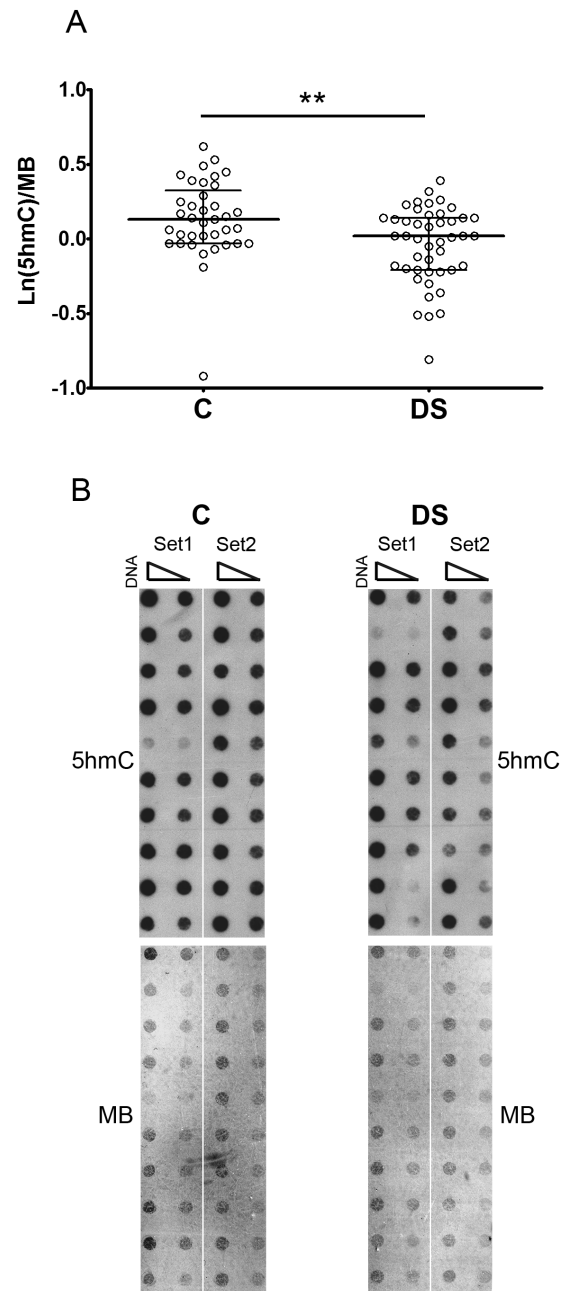 A
**
1.0
0.5
0.0
-0.5
-1.0
Ln(5hmC)/MB
C DS
B
C DS
DNA Set1 Set2 DNA Set1 Set2
5hmC 5hmC
MB MB